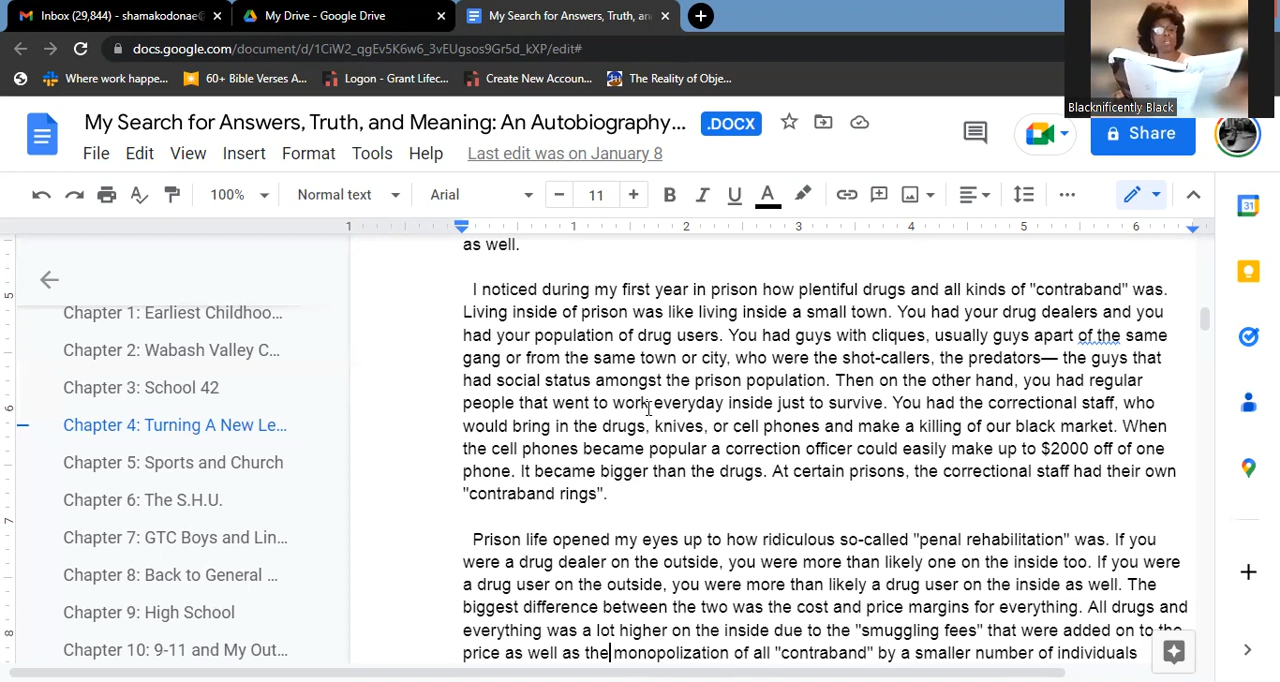 Inbox (29,844) - shamakodonae@
My Drive - Google Drive
My Search for Answers, Truth, an
docs.google.com/document/d/1CiW2_qgEv5K6w6_3vEUgsos9Gr5d_kXP/edit#
Where work happe...
60+ Bible Verses A...
Logon - Grant Lifec...
Create New Accoun...
The Reality of Obje...
Blacknificently Black
My Search for Answers, Truth, and Meaning: An Autobiography...
.DOCX
File Edit View Insert Format Tools Help Last edit was on January 8
Share
100% Normal text Arial 11 B I U A
1 1 2 3 4 5 6
Chapter 1: Earliest Childhoo...
Chapter 2: Wabash Valley C...
Chapter 3: School 42
Chapter 4: Turning A New Le...
Chapter 5: Sports and Church
Chapter 6: The S.H.U.
Chapter 7: GTC Boys and Lin...
Chapter 8: Back to General ...
Chapter 9: High School
Chapter 10: 9-11 and My Out...
5
6
7
8
as well.
I noticed during my first year in prison how plentiful drugs and all kinds of "contraband" was.
Living inside of prison was like living inside a small town. You had your drug dealers and you
had your population of drug users. You had guys with cliques, usually guys apart of the same
gang or from the same town or city, who were the shot-callers, the predators— the guys that
had social status amongst the prison population. Then on the other hand, you had regular
people that went to work everyday inside just to survive. You had the correctional staff, who
would bring in the drugs, knives, or cell phones and make a killing of our black market. When
the cell phones became popular a correction officer could easily make up to $2000 off of one
phone. It became bigger than the drugs. At certain prisons, the correctional staff had their own
"contraband rings".
Prison life opened my eyes up to how ridiculous so-called "penal rehabilitation" was. If you
were a drug dealer on the outside, you were more than likely one on the inside too. If you were
a drug user on the outside, you were more than likely a drug user on the inside as well. The
biggest difference between the two was the cost and price margins for everything. All drugs and
everything was a lot higher on the inside due to the "smuggling fees" that were added on to the
price as well as the monopolization of all "contraband" by a smaller number of individuals
31